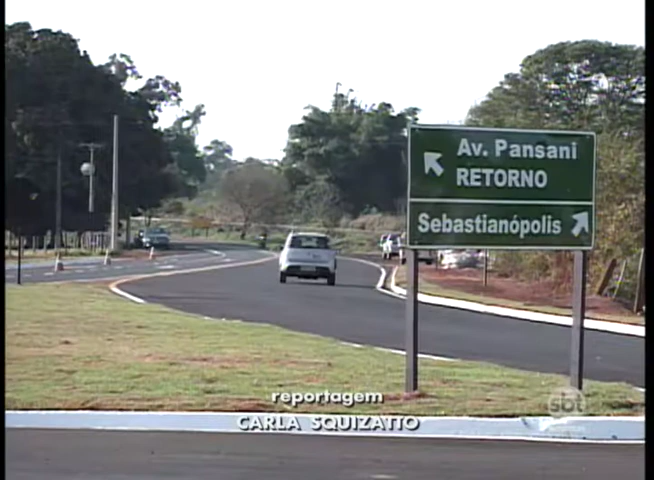 Av. Pansani
RETORNO
Sebastianópolis
reportagem
CARLA SQUIZATTO
sbt